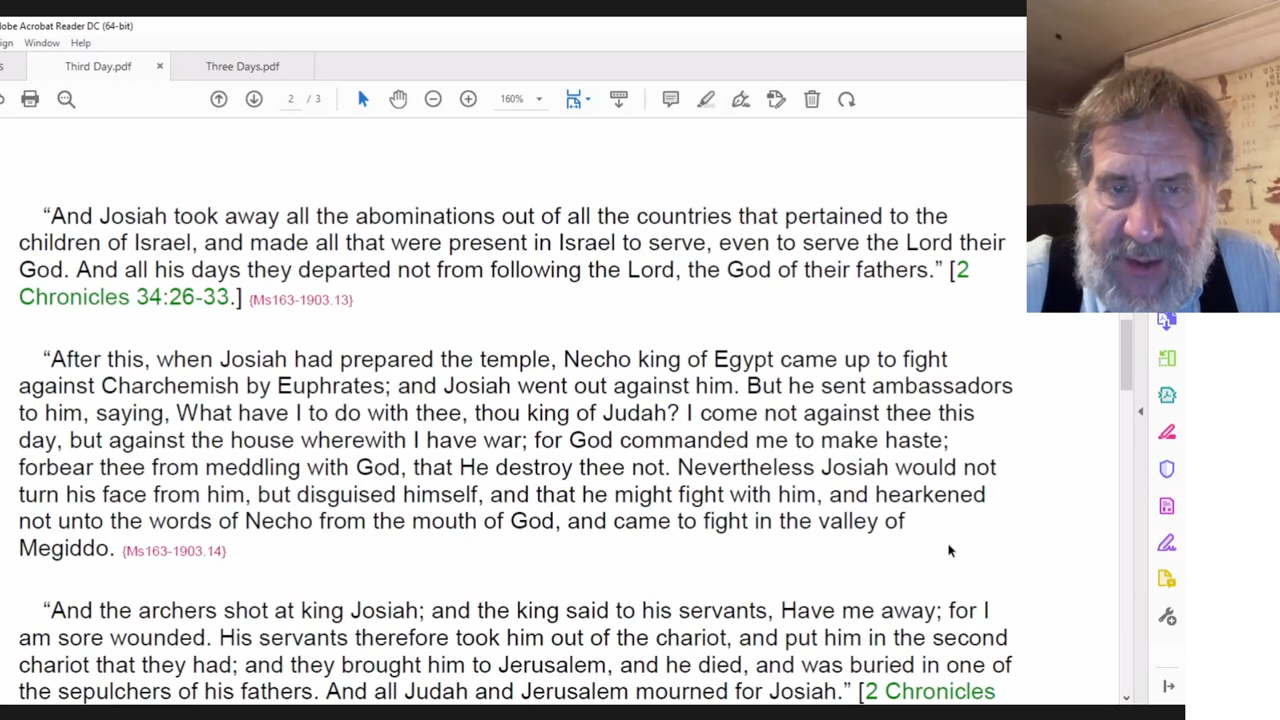 dobe Acrobat Reader DC (64-bit)
ign Window Help
s Third Day.pdf × Three Days.pdf
2 / 3 160%
“And Josiah took away all the abominations out of all the countries that pertained to the
children of Israel, and made all that were present in Israel to serve, even to serve the Lord their
God. And all his days they departed not from following the Lord, the God of their fathers.” [2
Chronicles 34:26-33.] {Ms163-1903.13}
“After this, when Josiah had prepared the temple, Necho king of Egypt came up to fight
against Charchemish by Euphrates; and Josiah went out against him. But he sent ambassadors
to him, saying, What have I to do with thee, thou king of Judah? I come not against thee this
day, but against the house wherewith I have war; for God commanded me to make haste;
forbear thee from meddling with God, that He destroy thee not. Nevertheless Josiah would not
turn his face from him, but disguised himself, and that he might fight with him, and hearkened
not unto the words of Necho from the mouth of God, and came to fight in the valley of
Megiddo. {Ms163-1903.14}
“And the archers shot at king Josiah; and the king said to his servants, Have me away; for I
am sore wounded. His servants therefore took him out of the chariot, and put him in the second
chariot that they had; and they brought him to Jerusalem, and he died, and was buried in one of
the sepulchers of his fathers. And all Judah and Jerusalem mourned for Josiah.” [2 Chronicles